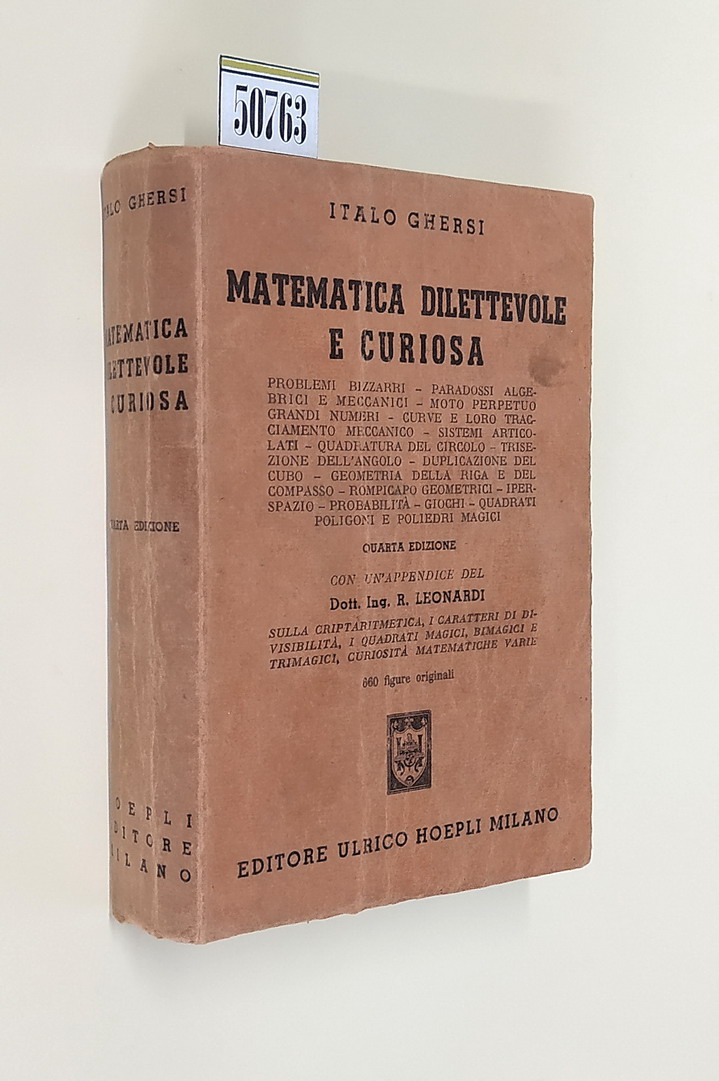 50763
ITALO GHERSI
MATEMATICA DILETTEVOLE
E CURIOSA
PROBLEMI BIZZARRI – PARADOSSI ALGE-
BRICI E MECCANICI – MOTO PERPETUO
GRANDI NUMERI – CURVE E LORO TRAC-
CIAMENTO MECCANICO – SISTEMI ARTICO-
LATI – QUADRATURA DEL CIRCOLO – TRISE-
ZIONE DELL'ANGOLO – DUPLICAZIONE DEL
CUBO – GEOMETRIA DELLA RIGA E DEL
COMPASSO – ROMPICAPO GEOMETRICI – IPER-
SPAZIO – PROBABILITÀ – GIOCHI – QUADRATI
POLIGONI E POLIEDRI MAGICI
QUARTA EDIZIONE
CON UN'APPENDICE DEL
Dott. Ing. R. LEONARDI
SULLA CRIPTARITMETICA, I CARATTERI DI DI-
VISIBILITÀ, I QUADRATI MAGICI, BIMAGICI E
TRIMAGICI, CURIOSITÀ MATEMATICHE VARIE
660 figure originali
EDITORE ULRICO HOEPLI MILANO
ITALO GHERSI
MATEMATICA
DILETTEVOLE
E CURIOSA
QUARTA EDIZIONE
HOEPLI
EDITORE
MILANO